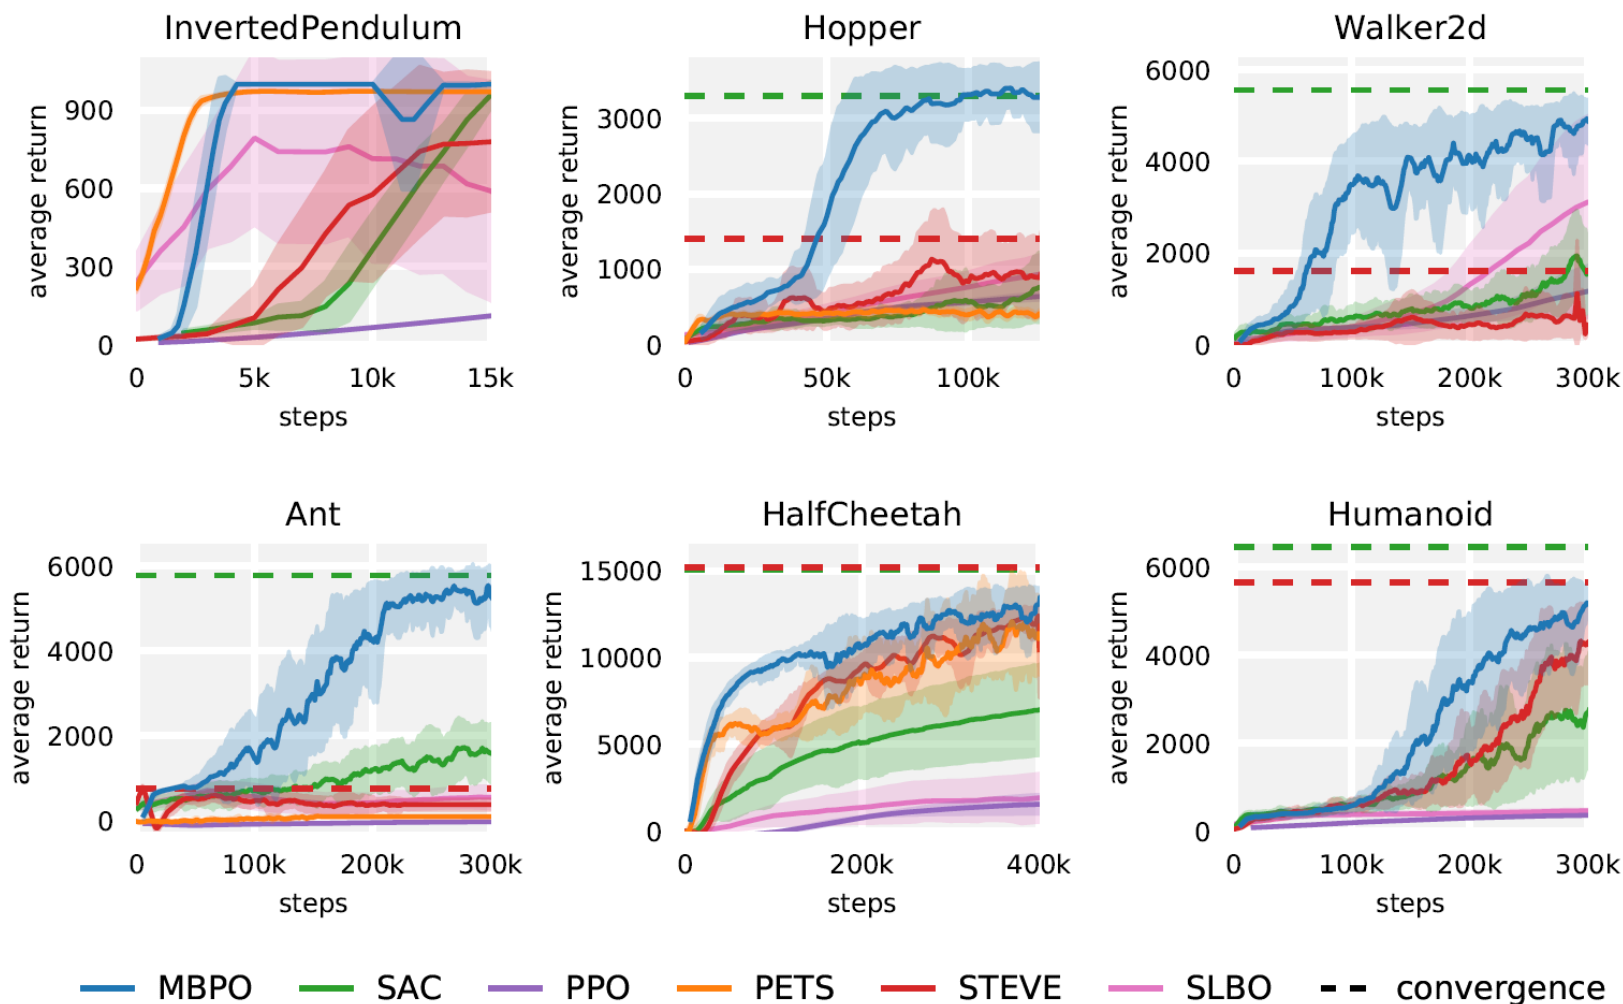 InvertedPendulum
average return
900
600
300
0
0 5k 10k 15k
steps
Hopper
average return
3000
2000
1000
0
0 50k 100k
steps
Walker2d
average return
6000
4000
2000
0
0 100k 200k 300k
steps
Ant
average return
6000
4000
2000
0
0 100k 200k 300k
steps
HalfCheetah
average return
15000
10000
5000
0
0 200k 400k
steps
Humanoid
average return
6000
4000
2000
0
0 100k 200k 300k
steps
MBPO SAC PPO PETS STEVE SLBO convergence